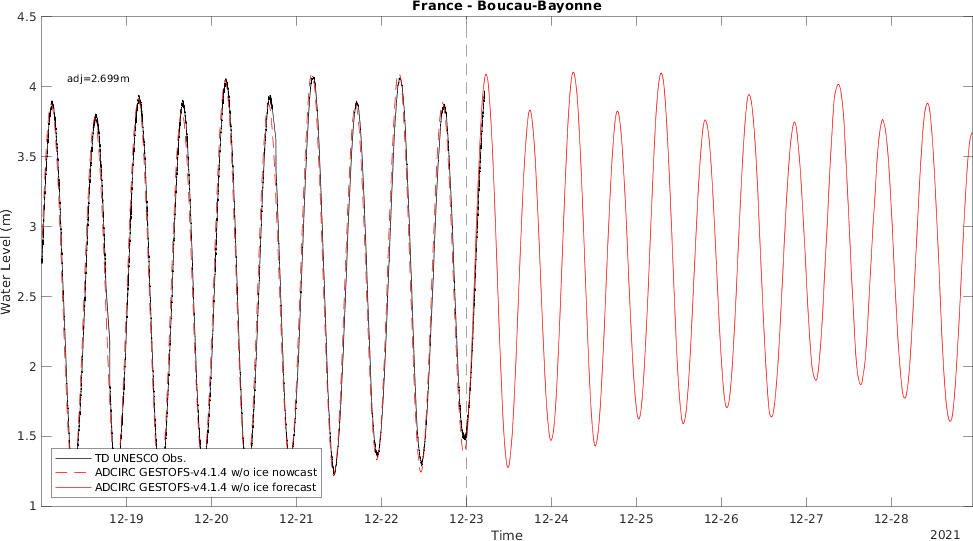 France - Boucau-Bayonne
adj=2.699m
Water Level (m)
4.5
4
3.5
3
2.5
2
1.5
1
TD UNESCO Obs.
ADCIRC GESTOFS-v4.1.4 w/o ice nowcast
ADCIRC GESTOFS-v4.1.4 w/o ice forecast
12-19 12-20 12-21 12-22 12-23 12-24 12-25 12-26 12-27 12-28
Time
2021